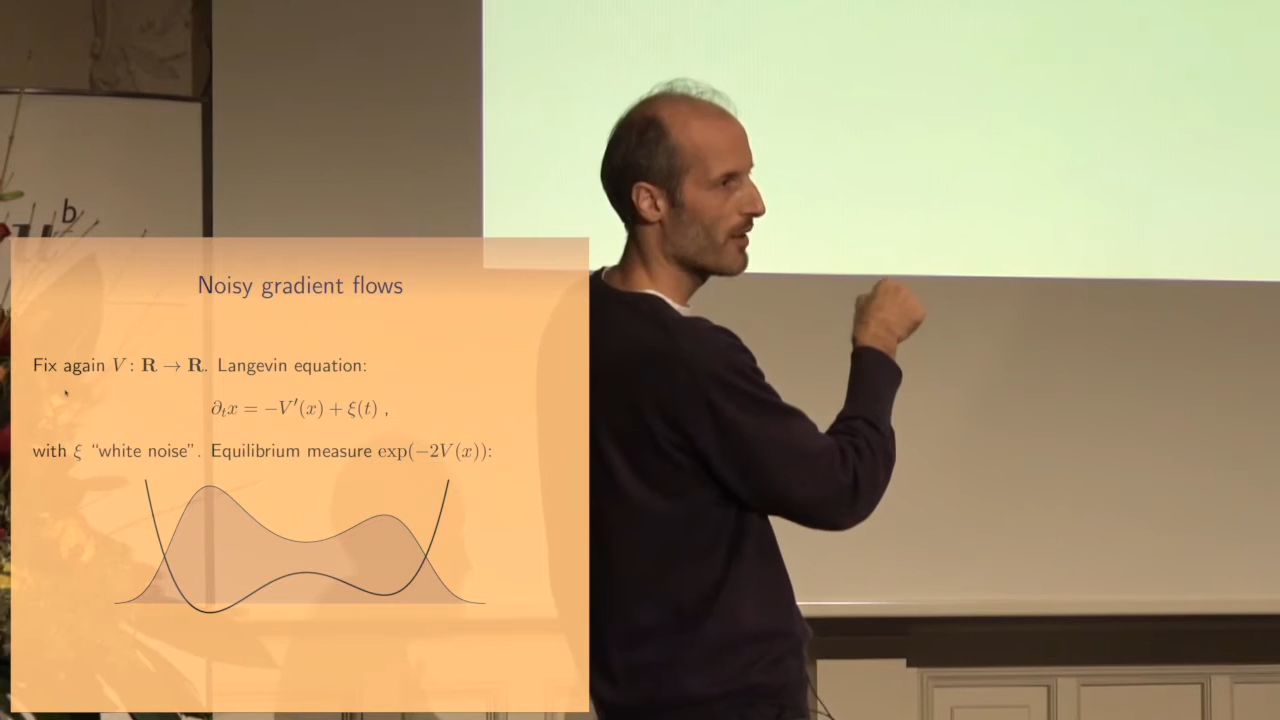 u
b
Noisy gradient flows
Fix again V : R → R. Langevin equation:
∂ₜx = −V′(x) + ξ(t) ,
with ξ “white noise”. Equilibrium measure exp(−2V(x)):